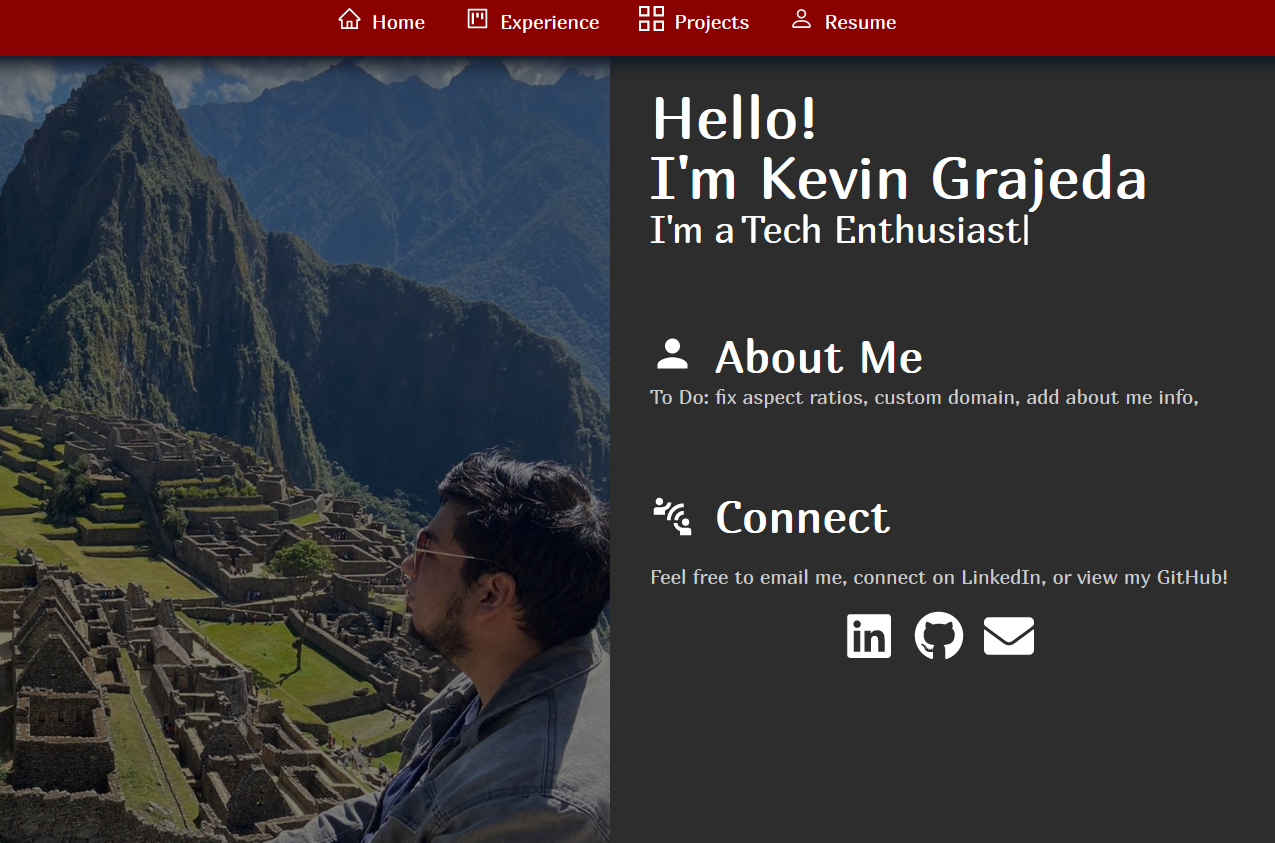 Home Experience Projects Resume
Hello!
I'm Kevin Grajeda
I'm a Tech Enthusiast|
About Me
To Do: fix aspect ratios, custom domain, add about me info,
Connect
Feel free to email me, connect on LinkedIn, or view my GitHub!
in